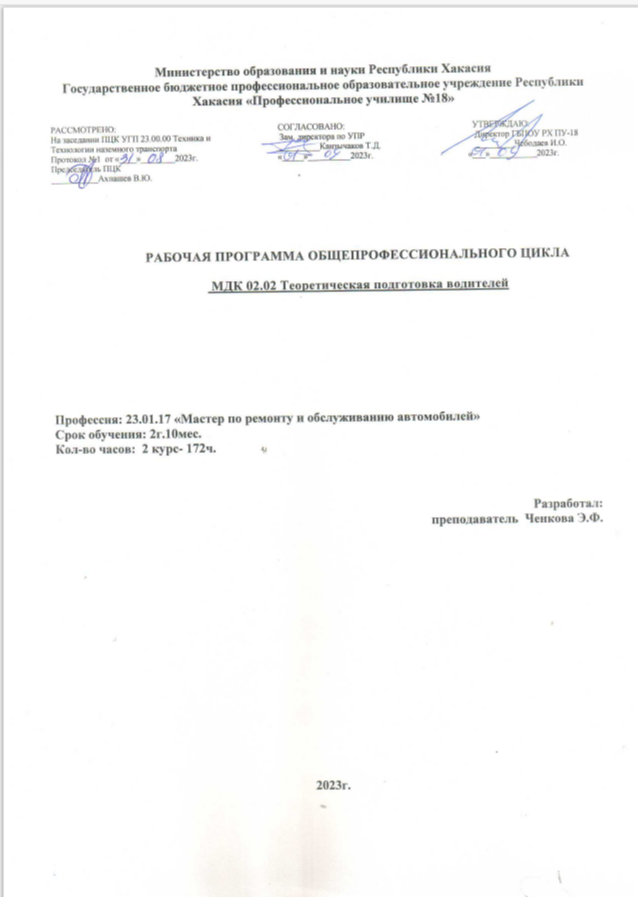 Министерство образования и науки Республики Хакасия
Государственное бюджетное профессиональное образовательное учреждение Республики
Хакасия «Профессиональное училище №18»
РАССМОТРЕНО:
На заседании ПЦК УГП 23.00.00 Техника и
Технологии наземного транспорта
Протокол №1 от «31» 08 2023г.
Председатель ПЦК
Ахпашев В.Ю.
СОГЛАСОВАНО:
Зам. директора по УПР
Канзычаков Т.Д.
«01» 09 2023г.
УТВЕРЖДАЮ:
Директор ГБПОУ РХ ПУ-18
Чебодаев И.О.
«01» 09 2023г.
РАБОЧАЯ ПРОГРАММА ОБЩЕПРОФЕССИОНАЛЬНОГО ЦИКЛА
МДК 02.02 Теоретическая подготовка водителей
Профессия: 23.01.17 «Мастер по ремонту и обслуживанию автомобилей»
Срок обучения: 2г.10мес.
Кол-во часов: 2 курс- 172ч.
Разработал:
преподаватель Ченкова Э.Ф.
2023г.